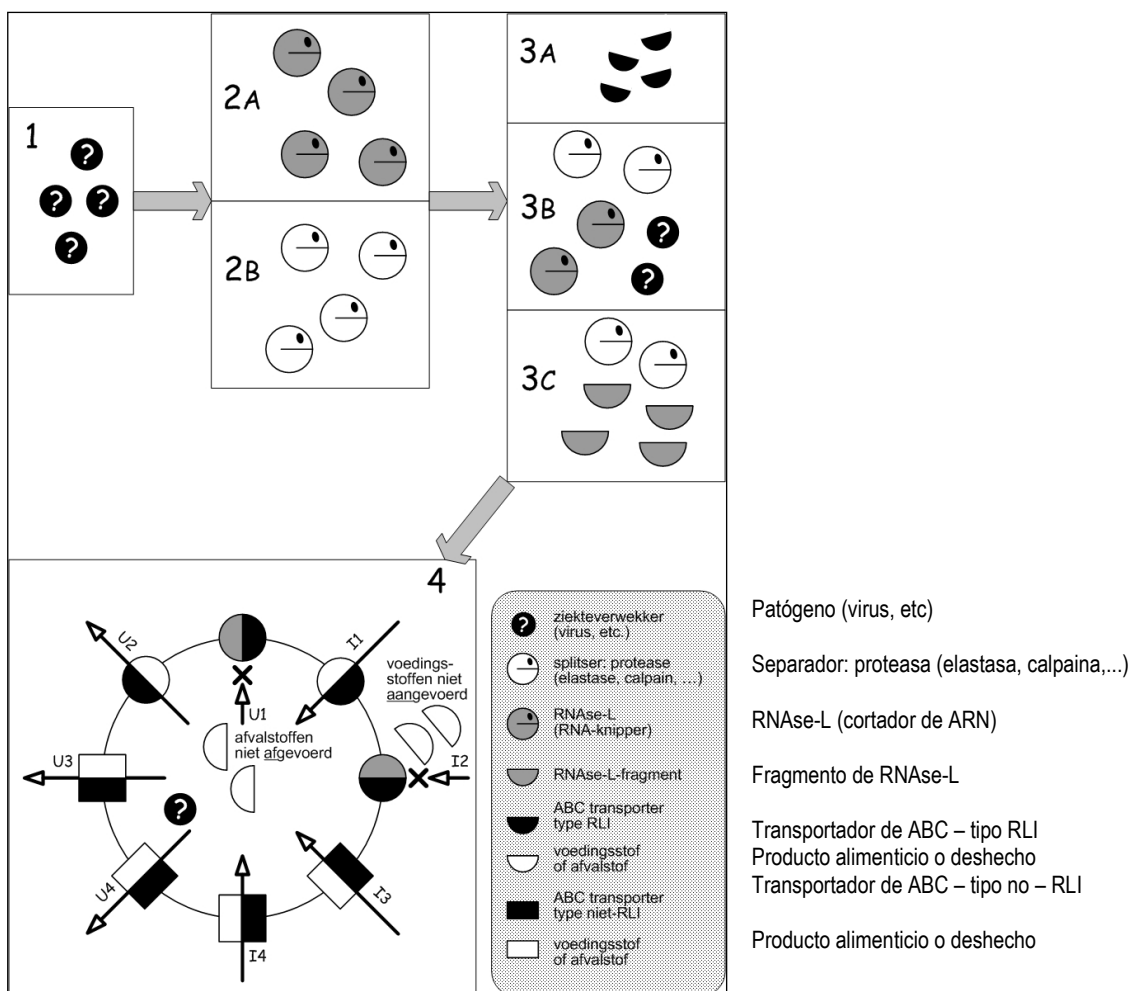 1
?
? ?
?
2A
2B
3A
3B
?
?
3C
4
U2
I1
voedings-
stoffen niet
aangevoerd
U1
afvalstoffen
niet afgevoerd
U3
I2
?
U4
I3
I4
? ziekteverwekker
(virus, etc.)
splitser: protease
(elastase, calpain, ...)
RNAse-L
(RNA-knipper)
RNAse-L-fragment
ABC transporter
type RLI
voedingsstof
of afvalstof
ABC transporter
type niet-RLI
voedingsstof
of afvalstof
Patógeno (virus, etc)
Separador: proteasa (elastasa, calpaina,...)
RNAse-L (cortador de ARN)
Fragmento de RNAse-L
Transportador de ABC – tipo RLI
Producto alimenticio o deshecho
Transportador de ABC – tipo no – RLI
Producto alimenticio o deshecho